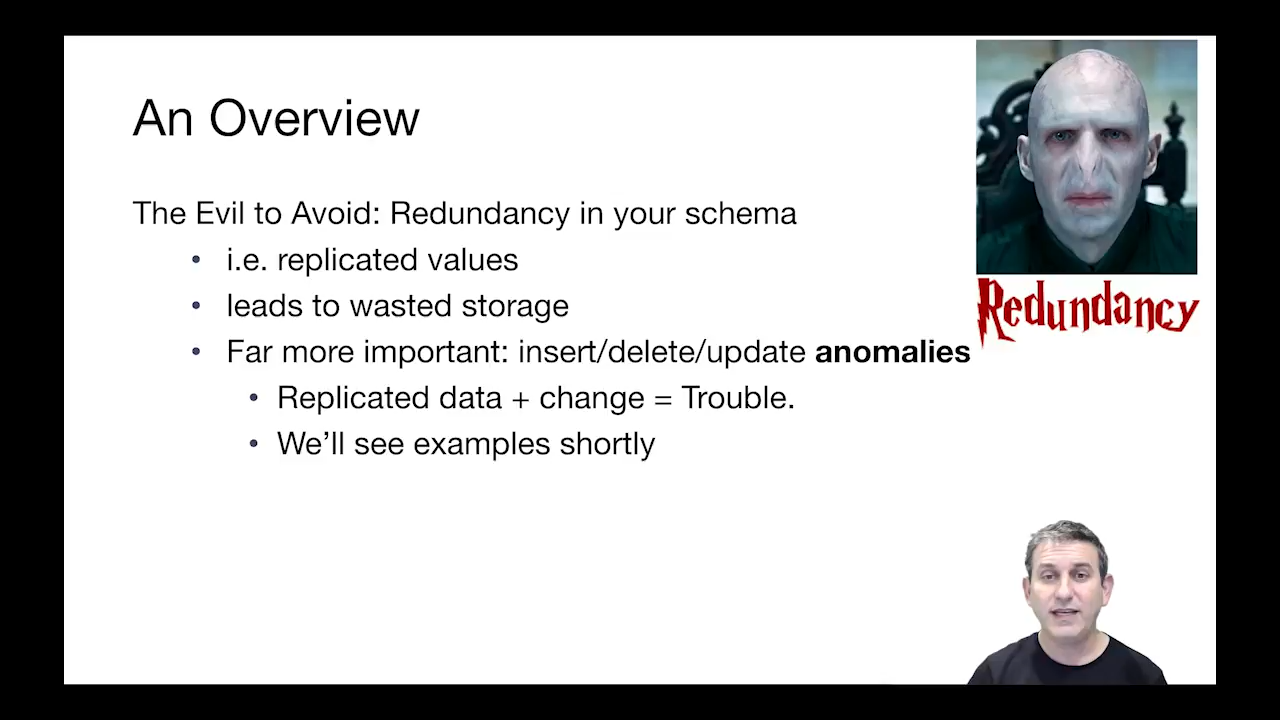 An Overview
The Evil to Avoid: Redundancy in your schema
• i.e. replicated values
• leads to wasted storage
• Far more important: insert/delete/update anomalies
• Replicated data + change = Trouble.
• We’ll see examples shortly
Redundancy